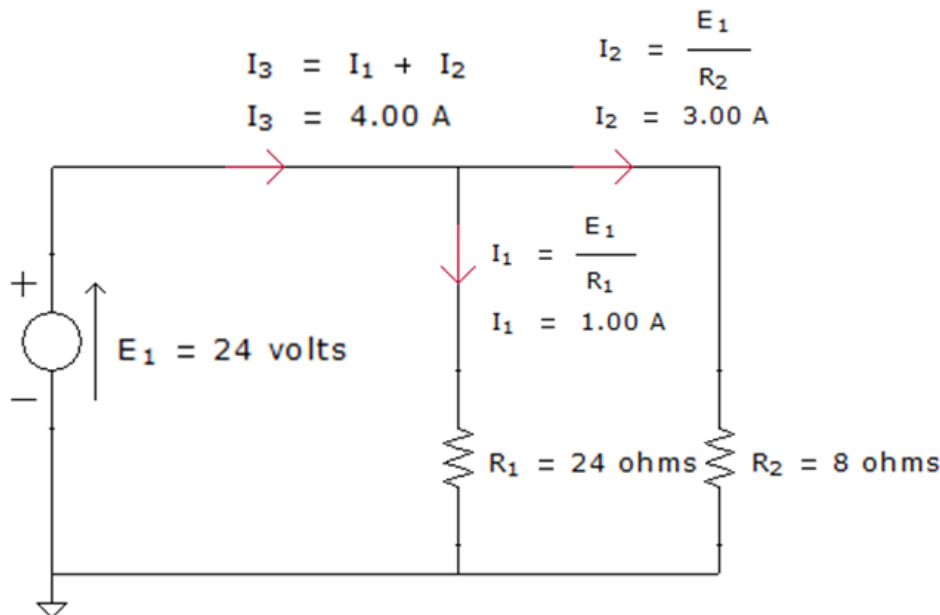 I₃ = I₁ + I₂
I₃ = 4.00 A
I₂ = E₁
R₂
I₂ = 3.00 A
I₁ = E₁
R₁
I₁ = 1.00 A
+
E₁ = 24 volts
−
R₁ = 24 ohms
R₂ = 8 ohms